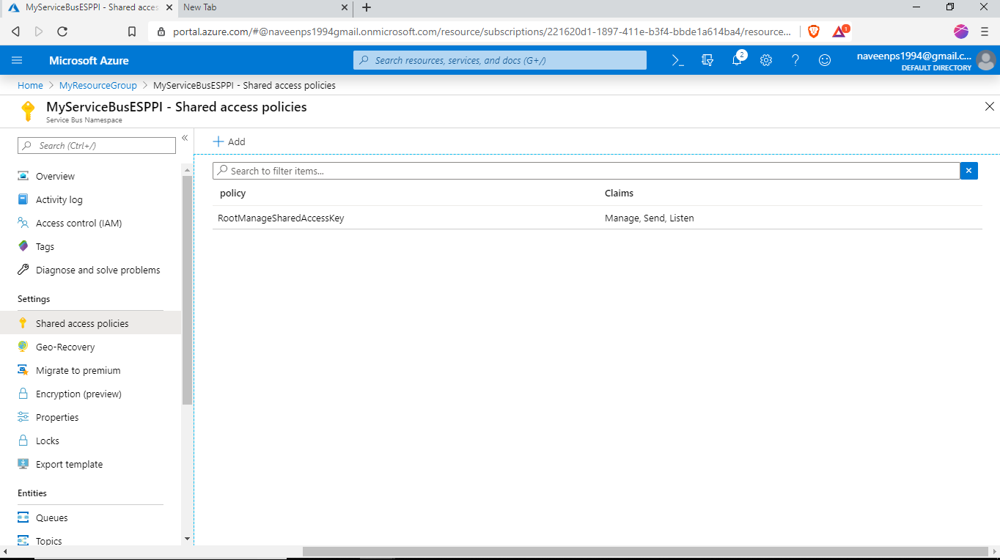 MyServiceBusESPPI - Shared acces
New Tab
portal.azure.com/#@naveenps1994gmail.onmicrosoft.com/resource/subscriptions/221620d1-1897-411e-b3f4-bbde1a614ba4/resource...
1
Microsoft Azure
Search resources, services, and docs (G+/)
2
naveenps1994@gmail.c...
DEFAULT DIRECTORY
Home > MyResourceGroup > MyServiceBusESPPI - Shared access policies
MyServiceBusESPPI - Shared access policies
Service Bus Namespace
Search (Ctrl+/)
Overview
Activity log
Access control (IAM)
Tags
Diagnose and solve problems
Settings
Shared access policies
Geo-Recovery
Migrate to premium
Encryption (preview)
Properties
Locks
Export template
Entities
Queues
Topics
Add
Search to filter items...
policy Claims
RootManageSharedAccessKey Manage, Send, Listen